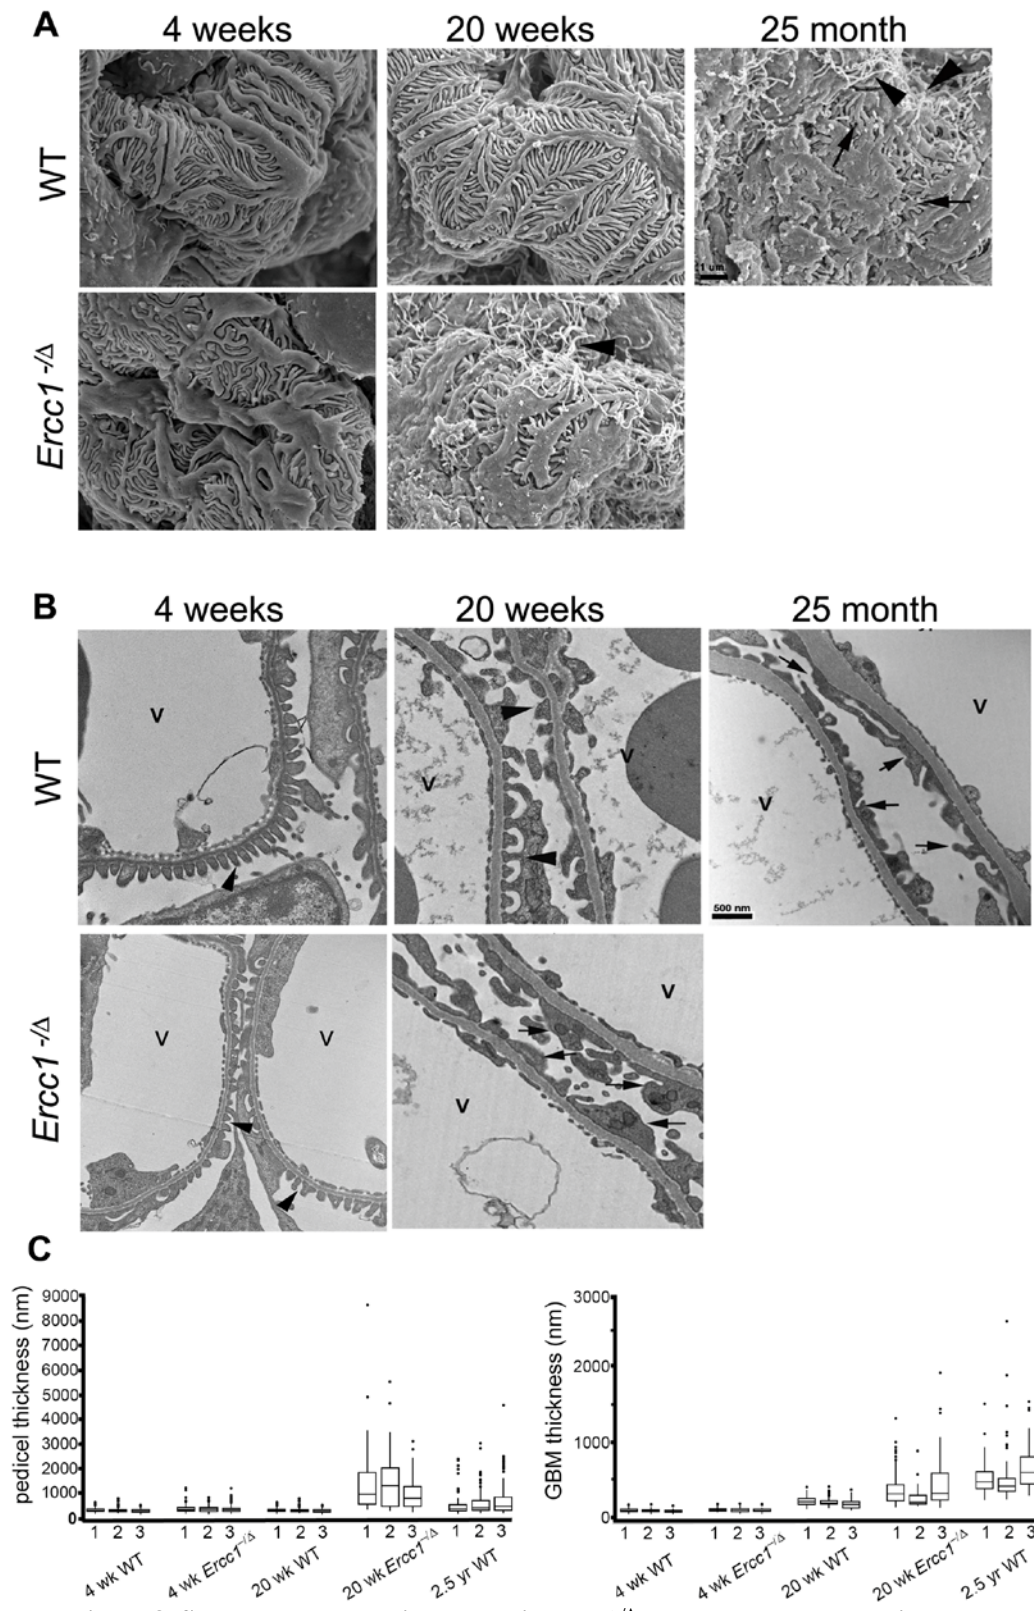 A
4 weeks 20 weeks 25 month
WT
1 um
Ercc1 -/Δ
B
4 weeks 20 weeks 25 month
WT
v
v
v
v
v
500 nm
Ercc1 -/Δ
v
v
v
v
C
pedicel thickness (nm)
9000
8000
7000
6000
5000
4000
3000
2000
1000
0
1 2 3 1 2 3 1 2 3 1 2 3 1 2 3
4 wk WT
4 wk Ercc1-/Δ
20 wk WT
20 wk Ercc1-/Δ
2.5 yr WT
GBM thickness (nm)
3000
2000
1000
0
1 2 3 1 2 3 1 2 3 1 2 3 1 2 3
4 wk WT
4 wk Ercc1-/Δ
20 wk WT
20 wk Ercc1-/Δ
2.5 yr WT